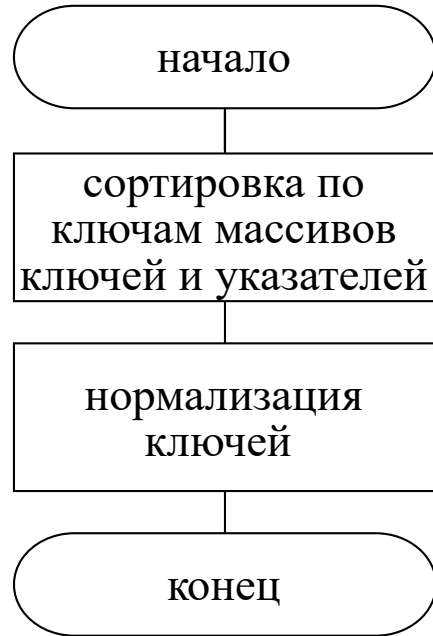 начало
сортировка по
ключам массивов
ключей и указателей
нормализация
ключей
конец